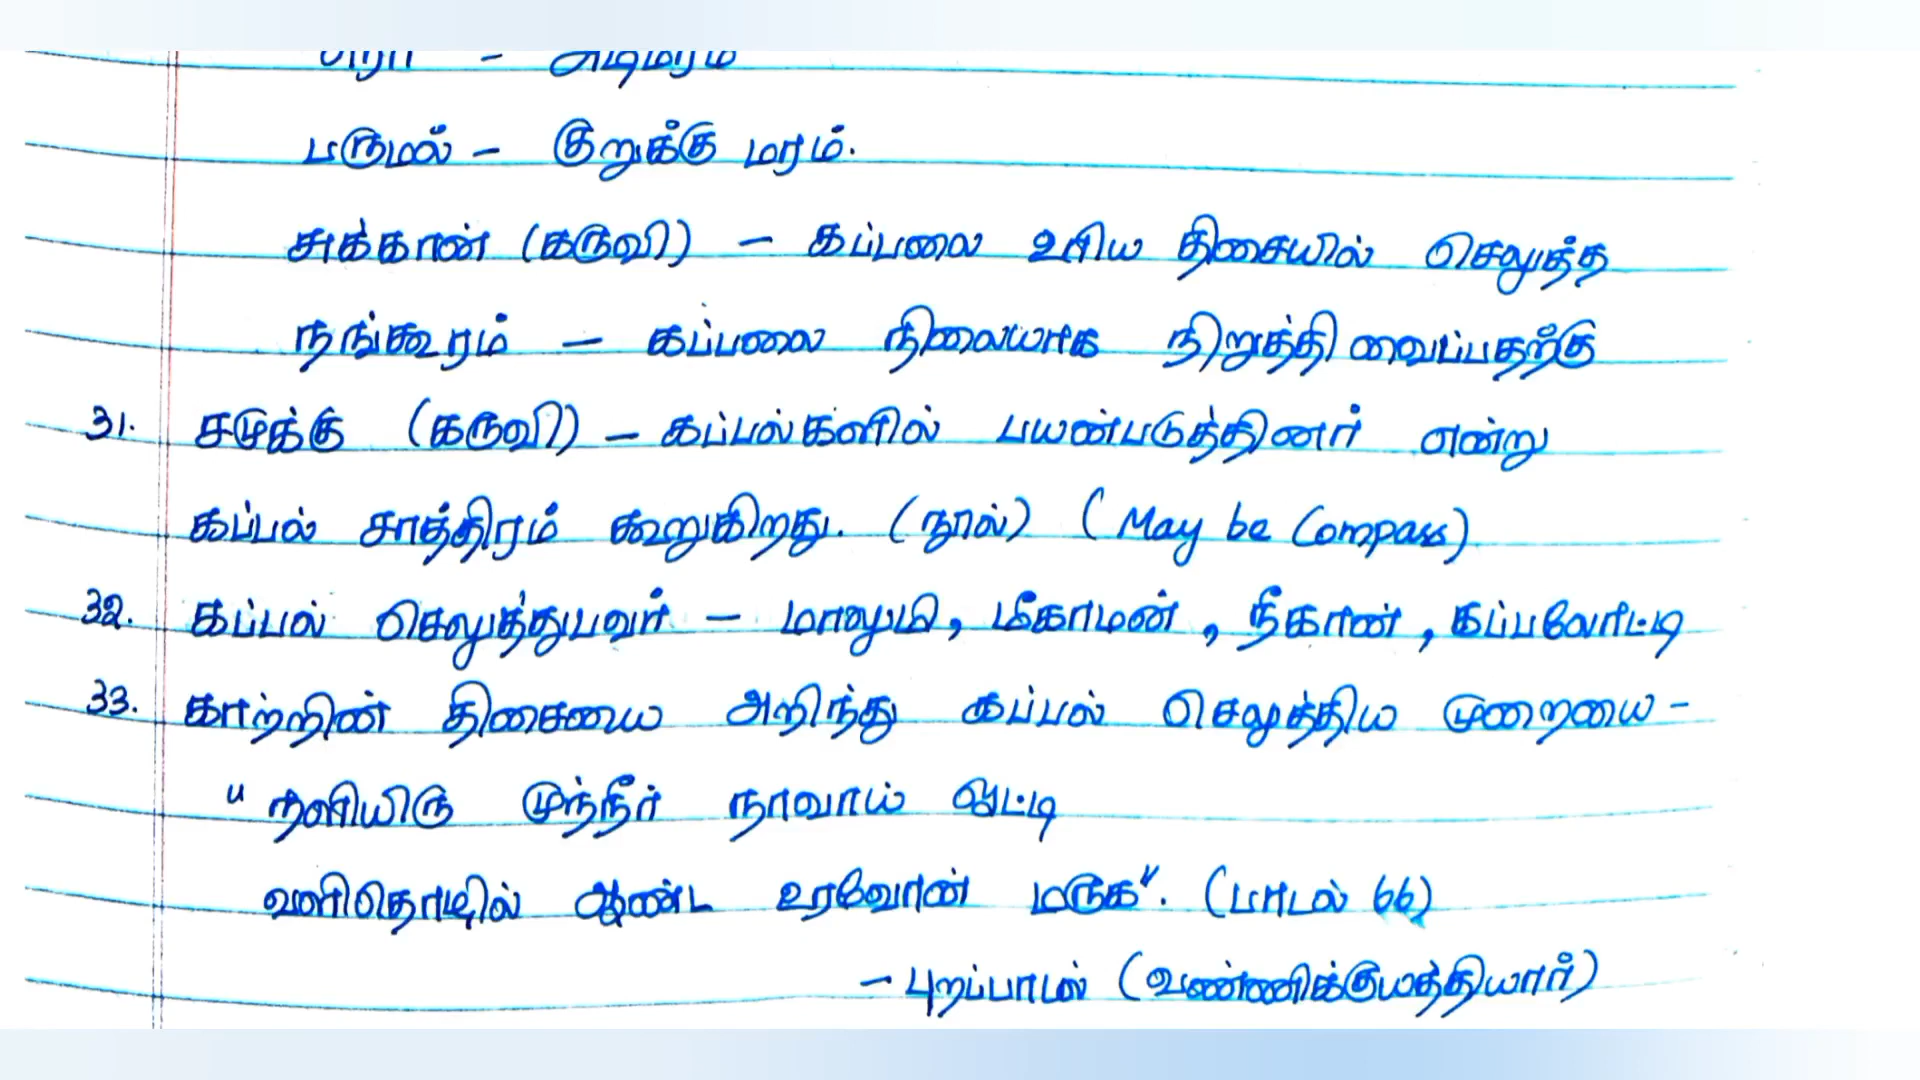 பாரா - அடிமரம்
பருமல் - குறுக்கு மரம்.
சுக்கான் (கருவி) - கப்பலை உரிய திசையில் செலுத்த
நங்கூரம் - கப்பலை நிலையாக நிறுத்தி வைப்பதற்கு
31. சமுக்கு (கருவி) - கப்பல்களில் பயன்படுத்தினர் என்று
கப்பல் சாத்திரம் கூறுகிறது. (நூல்) (May be Compass)
32. கப்பல் செலுத்துபவர் - மாலுமி, மீகாமன், நீகான், கப்பலோட்டி
33. காற்றின் திசையை அறிந்து கப்பல் செலுத்திய முறையை -
"நளியிரு முந்நீர் நாவாய் ஓட்டி
வளிதொழில் ஆண்ட உரவோன் மருக". (பாடல் 66)
- புறப்பாடல் (வெண்ணிக்குயத்தியார்)